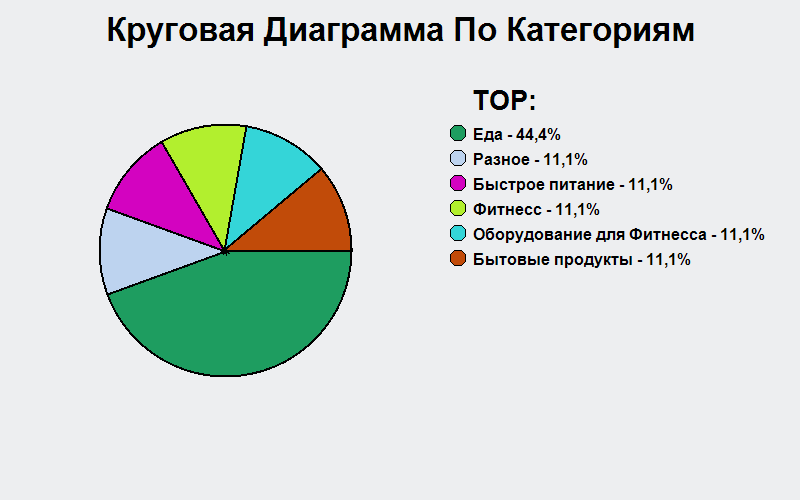 Круговая Диаграмма По Категориям
TOP:
Еда - 44,4%
Разное - 11,1%
Быстрое питание - 11,1%
Фитнесс - 11,1%
Оборудование для Фитнесса - 11,1%
Бытовые продукты - 11,1%